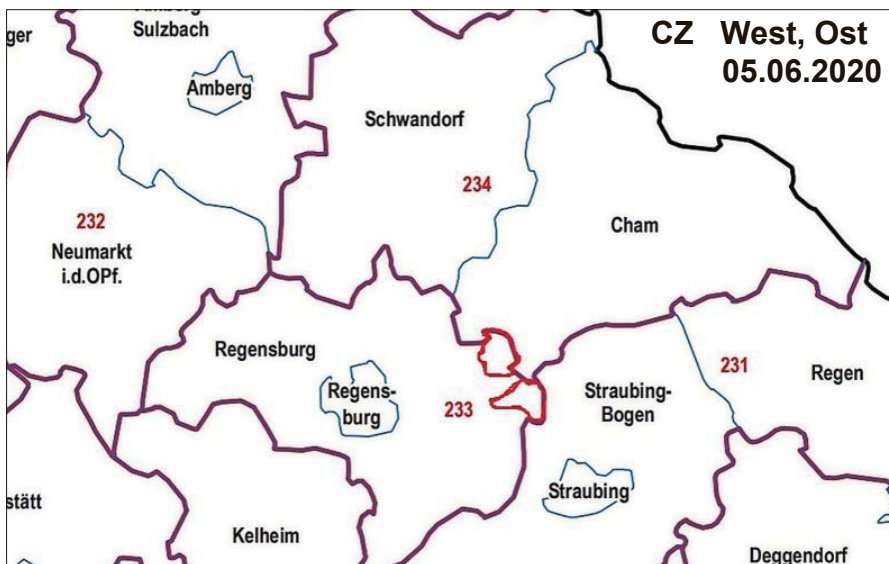 Sulzbach
ger
CZ West, Ost
05.06.2020
Amberg
Schwandorf
234
232
Neumarkt
i.d.OPf.
Cham
Regensburg
Regens-
burg
233
Straubing-
Bogen
231
Regen
Straubing
stätt
Kelheim
Deggendorf